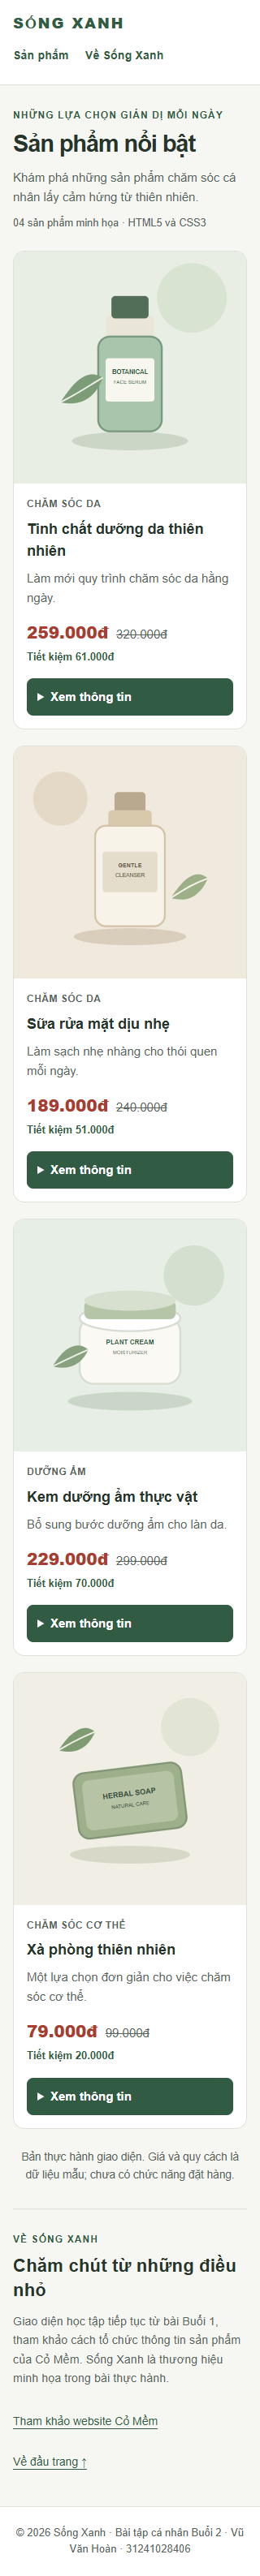 SỐNG XANH
Sản phẩm Về Sống Xanh
NHỮNG LỰA CHỌN GIẢN DỊ MỖI NGÀY
Sản phẩm nổi bật
Khám phá những sản phẩm chăm sóc cá
nhân lấy cảm hứng từ thiên nhiên.
04 sản phẩm minh họa · HTML5 và CSS3
BOTANICAL
FACE SERUM
CHĂM SÓC DA
Tinh chất dưỡng da thiên
nhiên
Làm mới quy trình chăm sóc da hằng
ngày.
259.000đ 320.000đ
Tiết kiệm 61.000đ
▶ Xem thông tin
GENTLE
CLEANSER
CHĂM SÓC DA
Sữa rửa mặt dịu nhẹ
Làm sạch nhẹ nhàng cho thói quen
mỗi ngày.
189.000đ 240.000đ
Tiết kiệm 51.000đ
▶ Xem thông tin
PLANT CREAM
MOISTURIZER
DƯỠNG ẨM
Kem dưỡng ẩm thực vật
Bổ sung bước dưỡng ẩm cho làn da.
229.000đ 299.000đ
Tiết kiệm 70.000đ
▶ Xem thông tin
HERBAL SOAP
NATURAL CARE
CHĂM SÓC CƠ THỂ
Xà phòng thiên nhiên
Một lựa chọn đơn giản cho việc chăm
sóc cơ thể.
79.000đ 99.000đ
Tiết kiệm 20.000đ
▶ Xem thông tin
Bản thực hành giao diện. Giá và quy cách là
dữ liệu mẫu; chưa có chức năng đặt hàng.
VỀ SỐNG XANH
Chăm chút từ những điều
nhỏ
Giao diện học tập tiếp tục từ bài Buổi 1,
tham khảo cách tổ chức thông tin sản phẩm
của Cỏ Mềm. Sống Xanh là thương hiệu
minh họa trong bài thực hành.
Tham khảo website Cỏ Mềm
Về đầu trang ↑
© 2026 Sống Xanh · Bài tập cá nhân Buổi 2 · Vũ
Văn Hoàn · 31241028406